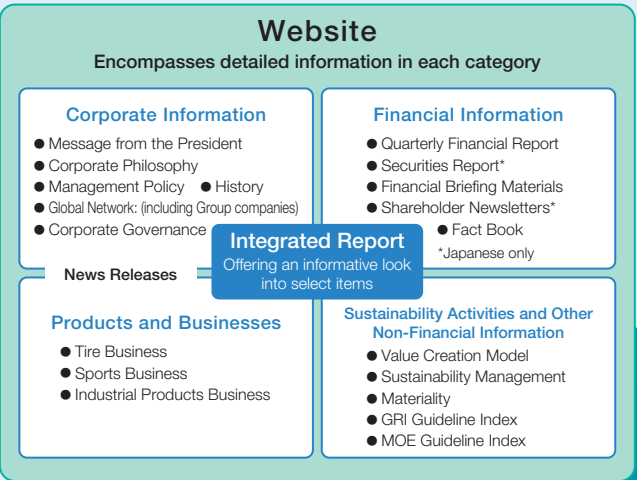 Website
Encompasses detailed information in each category
Corporate Information
● Message from the President
● Corporate Philosophy
● Management Policy ● History
● Global Network: (including Group companies)
● Corporate Governance
Financial Information
● Quarterly Financial Report
● Securities Report*
● Financial Briefing Materials
● Shareholder Newsletters*
● Fact Book
*Japanese only
Integrated Report
Offering an informative look
into select items
News Releases
Products and Businesses
● Tire Business
● Sports Business
● Industrial Products Business
Sustainability Activities and Other
Non-Financial Information
● Value Creation Model
● Sustainability Management
● Materiality
● GRI Guideline Index
● MOE Guideline Index